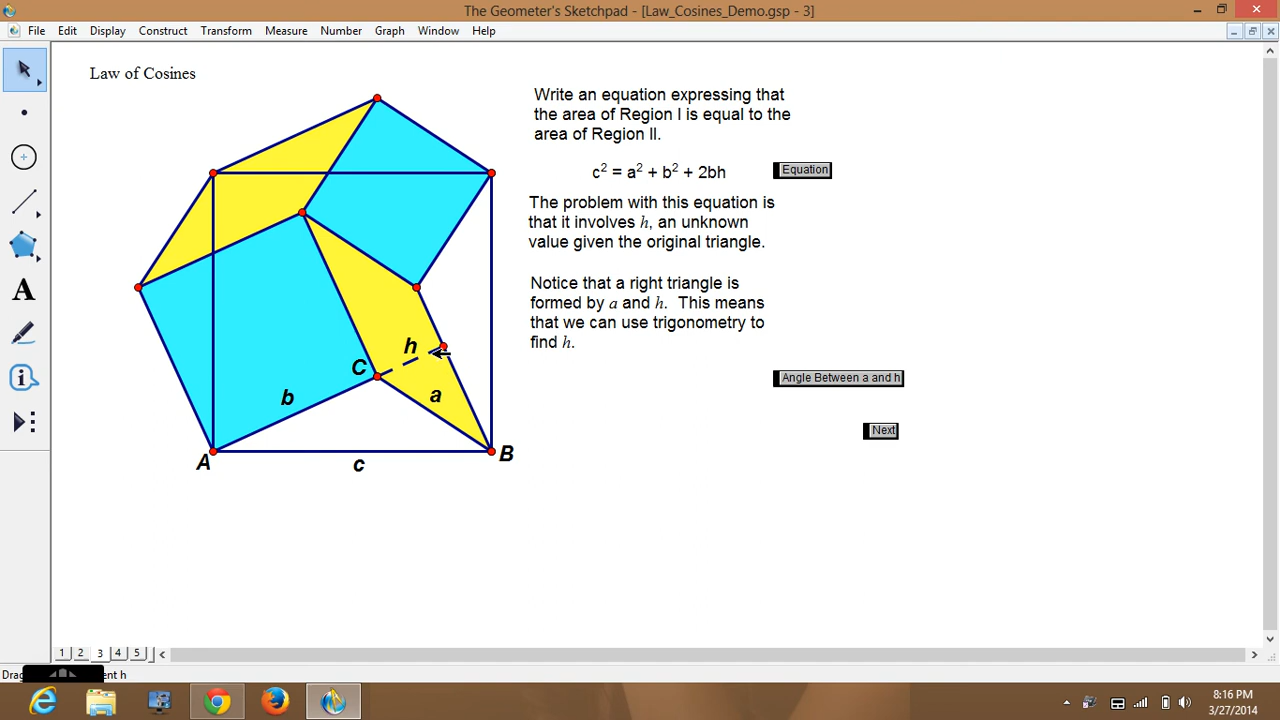 The Geometer's Sketchpad - [Law_Cosines_Demo.gsp - 3]
File Edit Display Construct Transform Measure Number Graph Window Help
Law of Cosines
Write an equation expressing that
the area of Region I is equal to the
area of Region II.
c² = a² + b² + 2bh
Equation
The problem with this equation is
that it involves h, an unknown
value given the original triangle.
Notice that a right triangle is
formed by a and h. This means
that we can use trigonometry to
find h.
Angle Between a and h
Next
h
C
b
a
A
B
c
A
1 2 3 4 5
ent h
8:16 PM
3/27/2014